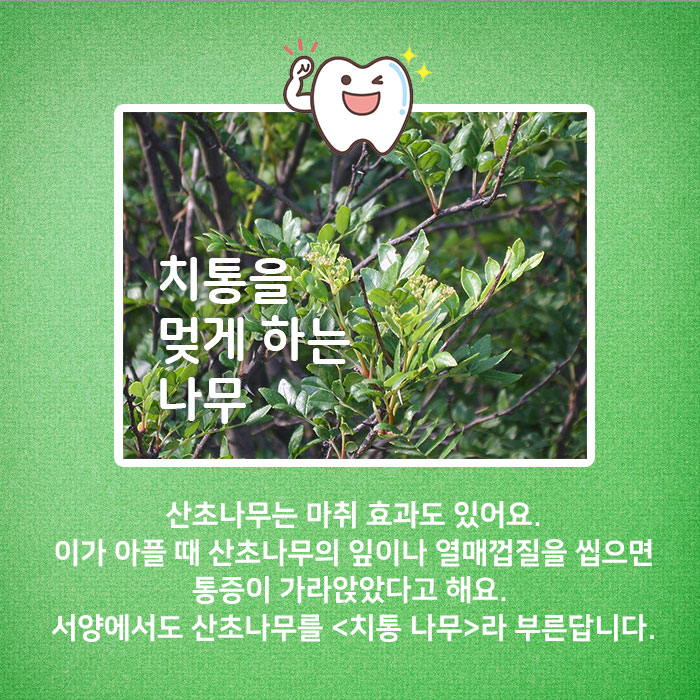 치통을
멎게 하는
나무
산초나무는 마취 효과도 있어요.
이가 아플 때 산초나무의 잎이나 열매껍질을 씹으면
통증이 가라앉았다고 해요.
서양에서도 산초나무를 <치통 나무>라 부른답니다.